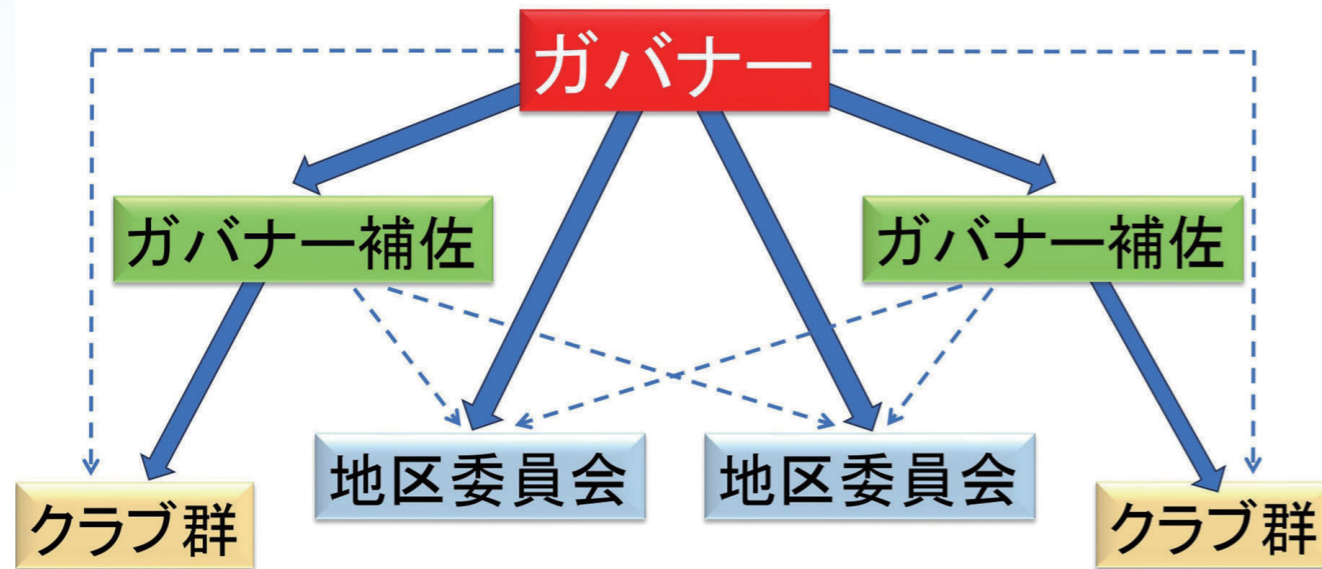 ガバナー
ガバナー補佐
ガバナー補佐
地区委員会
地区委員会
クラブ群
クラブ群